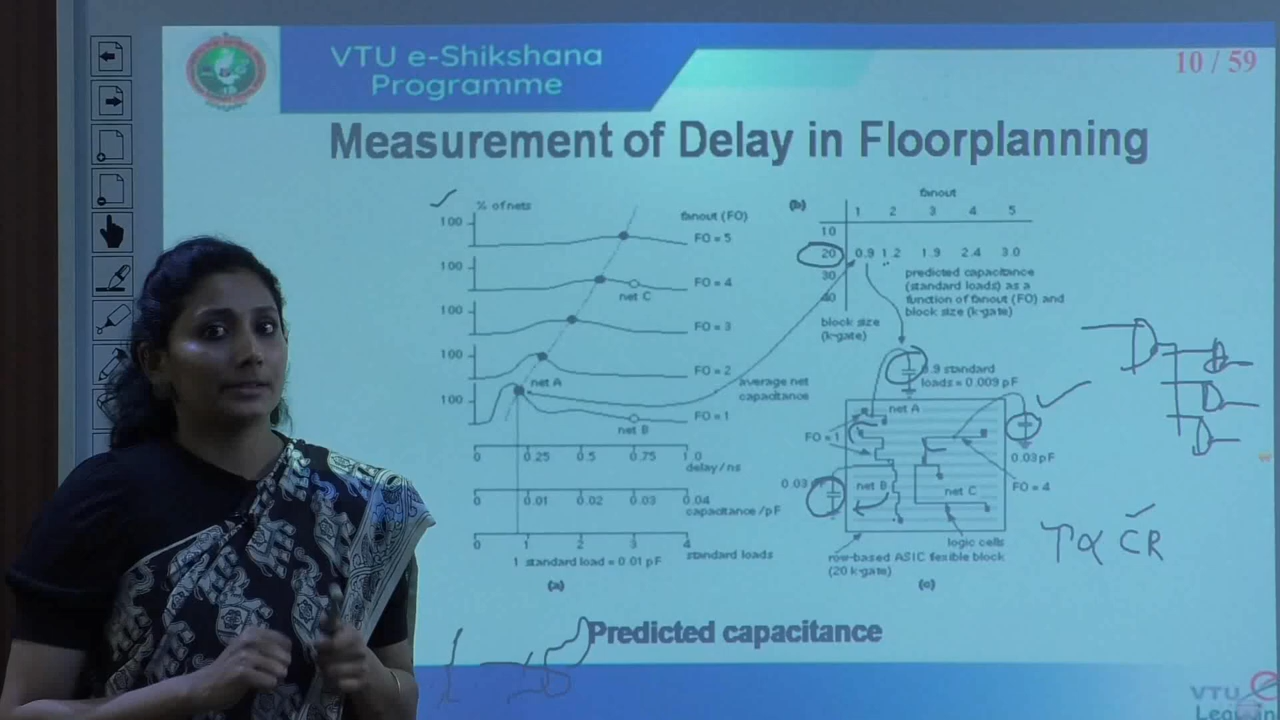 VTU e-Shikshana
Programme
10 / 59
Measurement of Delay in Floorplanning
% of nets
fanout (FO)
100
FO = 5
100
FO = 4
net C
100
FO = 3
100
FO = 2
net A
100
FO = 1
net B
average net
capacitance
0 0.25 0.5 0.75 1.0
delay/ns
0 0.01 0.02 0.03 0.04
capacitance/pF
0 1 2 3 4
standard loads
1 standard load = 0.01 pF
(a)
(b)
fanout
1 2 3 4 5
10
20 0.9 1.2 1.9 2.4 3.0
30
40
predicted capacitance
(standard loads) as a
function of fanout (FO) and
block size (k-gate)
block size
(k-gate)
0.9 standard
loads = 0.009 pF
net A
FO = 1
0.03 pF
0.03
net B
net C
FO = 4
logic cells
row-based ASIC flexible block
(20 k-gate)
(c)
T ∝ CR
Predicted capacitance
VTU
Learnin